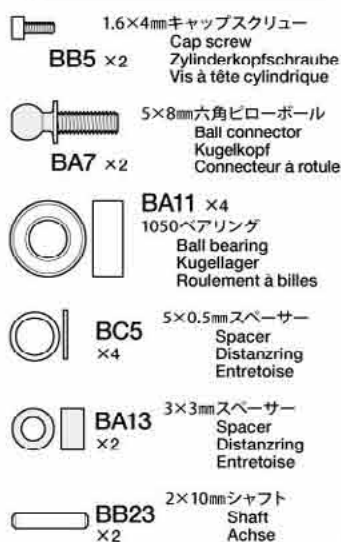 1.6×4㎜キャップスクリュー
BB5 ×2
Cap screw
Zylinderkopfschraube
Vis à tête cylindrique
5×8㎜六角ピローボール
BA7 ×2
Ball connector
Kugelkopf
Connecteur à rotule
BA11 ×4
1050ベアリング
Ball bearing
Kugellager
Roulement à billes
BC5
×4
5×0.5㎜スペーサー
Spacer
Distanzring
Entretoise
BA13
×2
3×3㎜スペーサー
Spacer
Distanzring
Entretoise
BB23
×2
2×10㎜シャフト
Shaft
Achse